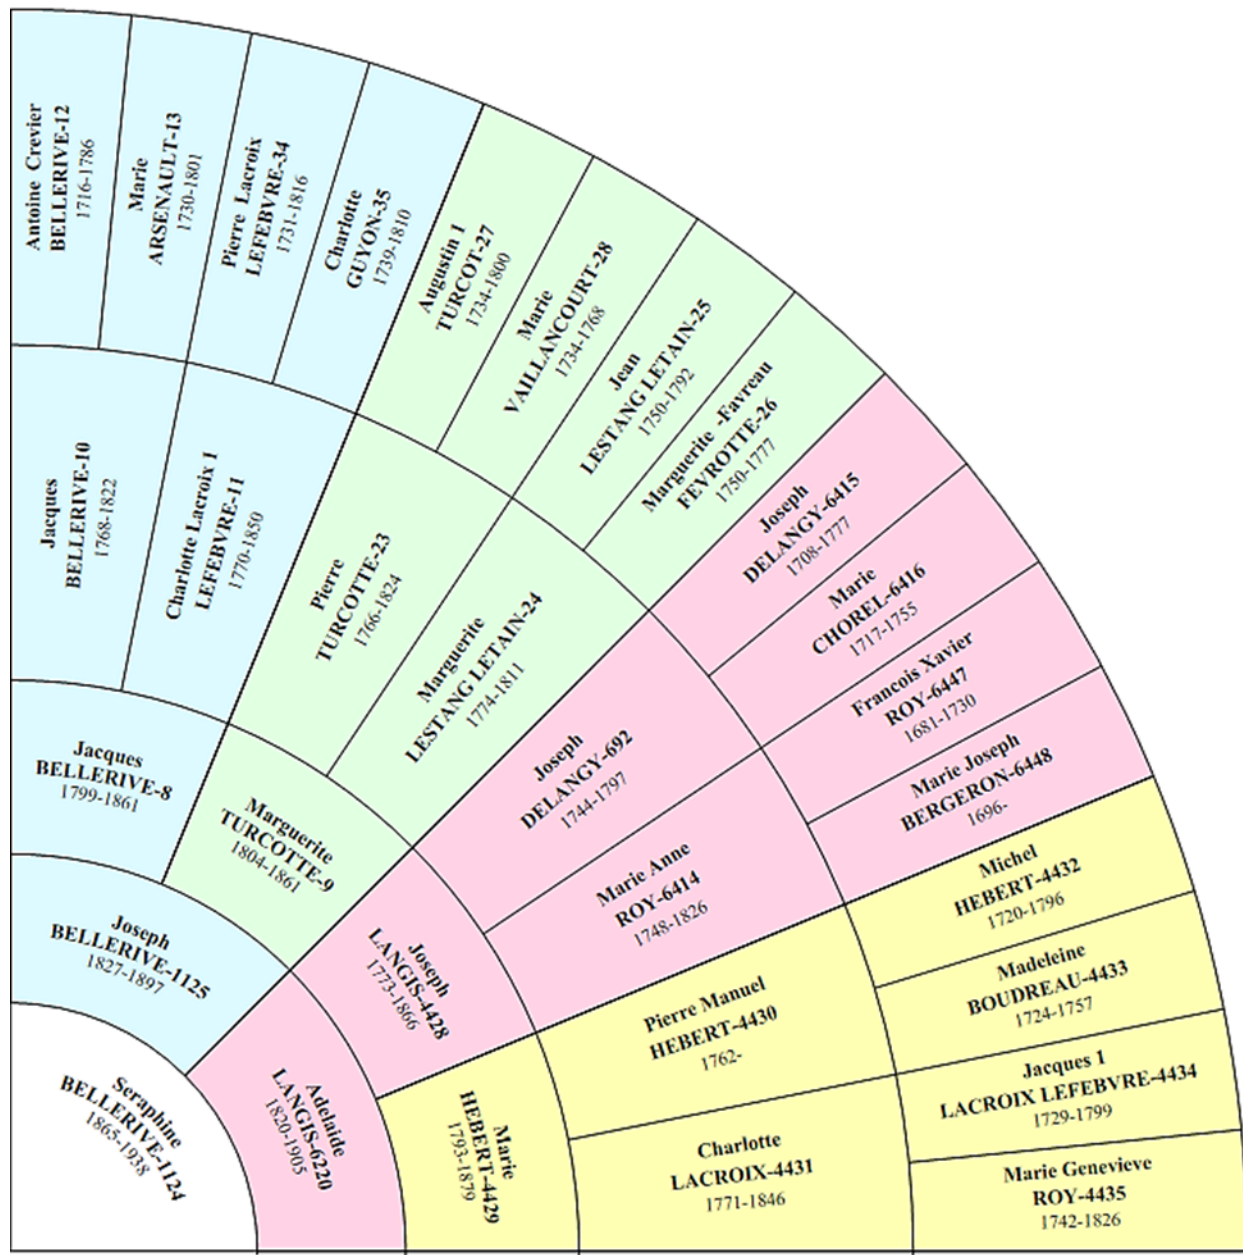 Antoine Crevier
BELLERIVE-12
1716-1786
Marie
ARSENAULT-13
1730-1801
Pierre Lacroix
LEFEBVRE-34
1731-1816
Charlotte
GUYON-35
1739-1810
Augustin 1
TURCOT-27
1734-1800
Marie
VAILLANCOURT-28
1734-1768
Jean
LESTANG LETAIN-25
1750-1792
Marguerite -Favreau
FEVROTTE-26
1750-1777
Joseph
DELANGY-6415
1708-1777
Marie
CHOREL-6416
1717-1755
Francois Xavier
ROY-6447
1681-1730
Marie Joseph
BERGERON-6448
1696-
Michel
HEBERT-4432
1720-1796
Madeleine
BOUDREAU-4433
1724-1757
Jacques 1
LACROIX LEFEBVRE-4434
1729-1799
Marie Genevieve
ROY-4435
1742-1826
Jacques
BELLERIVE-10
1768-1822
Charlotte Lacroix 1
LEFEBVRE-11
1770-1850
Pierre
TURCOTTE-23
1766-1824
Marguerite
LESTANG LETAIN-24
1774-1811
Joseph
DELANGY-692
1744-1797
Marie Anne
ROY-6414
1748-1826
Pierre Manuel
HEBERT-4430
1762-
Charlotte
LACROIX-4431
1771-1846
Jacques
BELLERIVE-8
1799-1861
Marguerite
TURCOTTE-9
1804-1861
Joseph
LANGIS-4428
1773-1866
Marie
HEBERT-4429
1793-1879
Joseph
BELLERIVE-1125
1827-1897
Adelaide
LANGIS-6220
1820-1905
Seraphine
BELLERIVE-1124
1865-1938